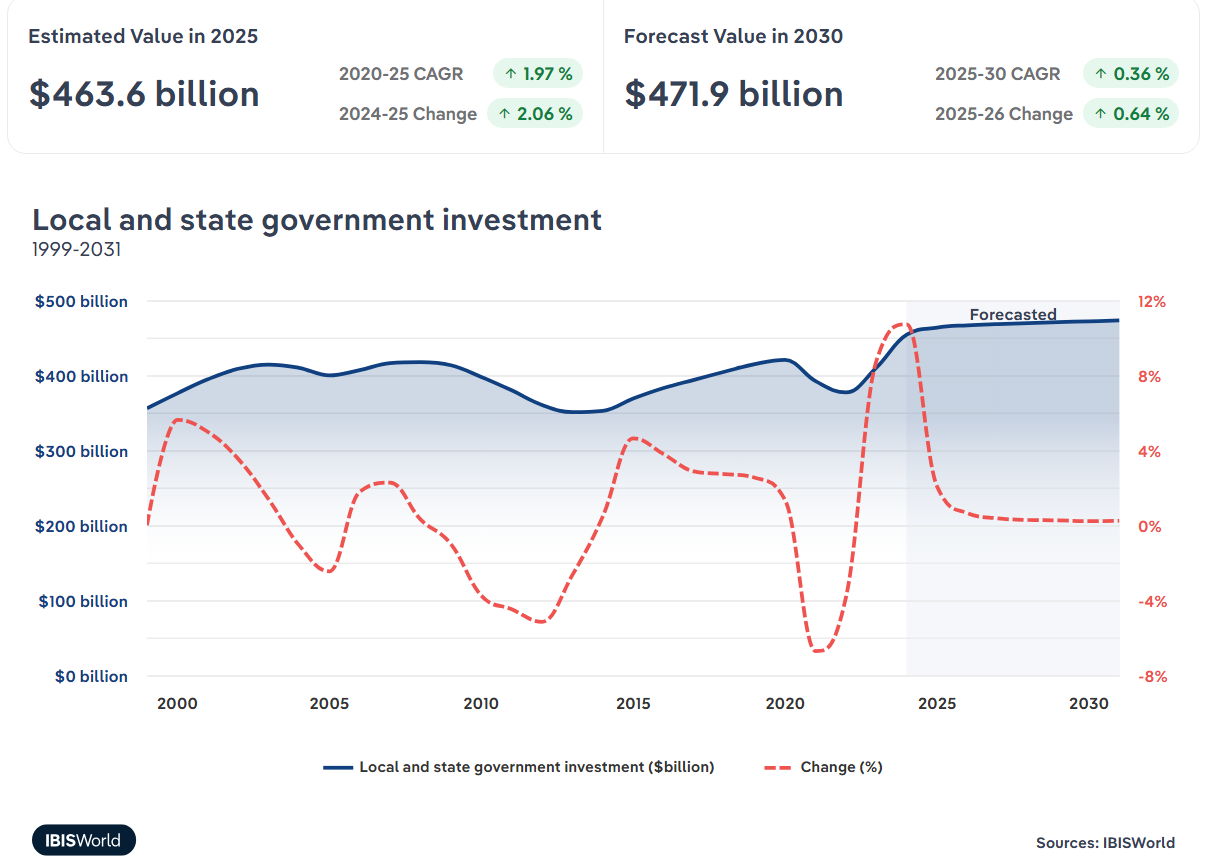 Estimated Value in 2025
$463.6 billion
2020-25 CAGR ↑ 1.97 %
2024-25 Change ↑ 2.06 %
Forecast Value in 2030
$471.9 billion
2025-30 CAGR ↑ 0.36 %
2025-26 Change ↑ 0.64 %
Local and state government investment
1999-2031
$500 billion
$400 billion
$300 billion
$200 billion
$100 billion
$0 billion
Forecasted
12%
8%
4%
0%
-4%
-8%
2000 2005 2010 2015 2020 2025 2030
Local and state government investment ($billion) Change (%)
IBISWorld
Sources: IBISWorld